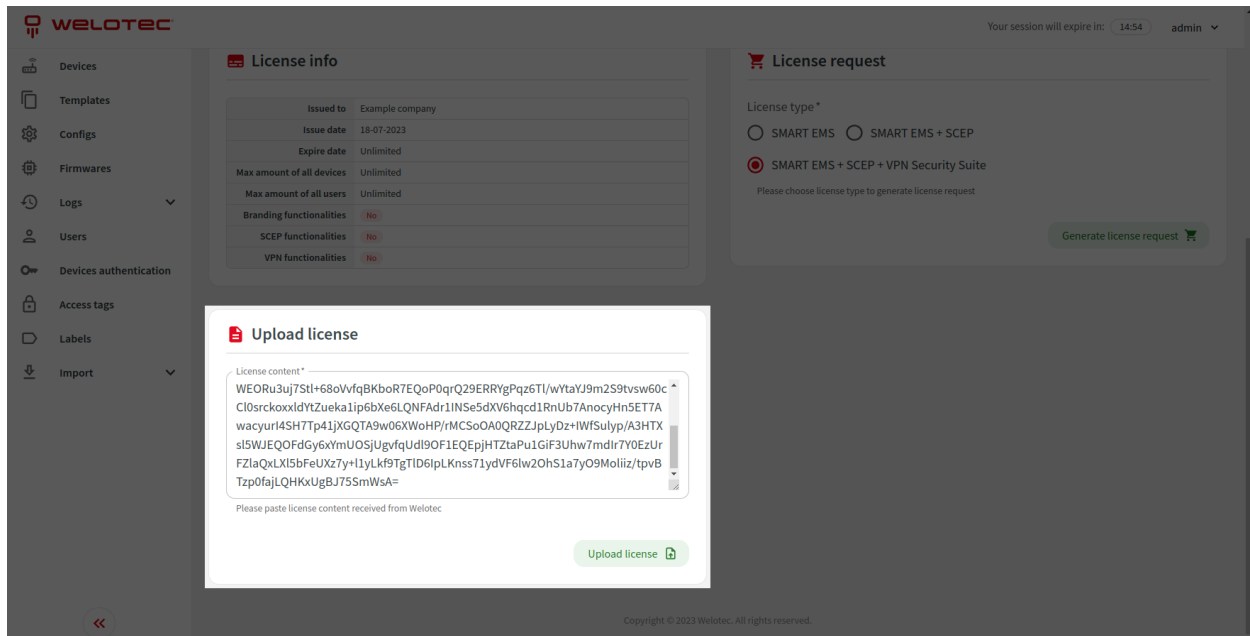 WELOTEC
Your session will expire in: 14:54 admin
Devices
Templates
Configs
Firmwares
Logs
Users
Devices authentication
Access tags
Labels
Import
License info
Issued to Example company
Issue date 18-07-2023
Expire date Unlimited
Max amount of all devices Unlimited
Max amount of all users Unlimited
Branding functionalities No
SCEP functionalities No
VPN functionalities No
License request
License type*
SMART EMS SMART EMS + SCEP
SMART EMS + SCEP + VPN Security Suite
Please choose license type to generate license request
Generate license request
Upload license
License content*
WEORu3uj7Stl+68oVvfqBKboR7EQoP0qrQ29ERRYgPqz6Tl/wYtaYJ9m2S9tvsw60c
Cl0srckoxxldYtZueka1ip6bXe6LQNFAdr1INSe5dXV6hqcd1RnUb7AnocyHn5ET7A
wacyurI4SH7Tp41jXGQTA9w06XWoHP/rMCSoOA0QRZZJpLyDz+IWfSulyp/A3HTX
sl5WJEQOFdGy6xYmUOSjUgvfqUdl9OF1EQEpjHTZtaPu1GiF3Uhw7mdIr7Y0EzUr
FZlaQxLXl5bFeUXz7y+l1yLkf9TgTlD6IpLKnss71ydVF6lw2OhS1a7yO9Moliiz/tpvB
Tzp0fajLQHKxUgBJ75SmWsA=
Please paste license content received from Welotec
Upload license
Copyright © 2023 Welotec. All rights reserved.